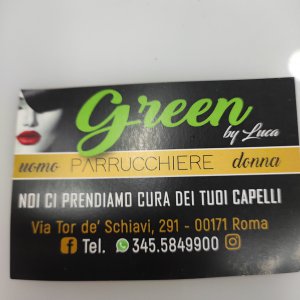 Green
by Luca
uomo PARRUCCHIERE donna
NOI CI PRENDIAMO CURA DEI TUOI CAPELLI
Via Tor de' Schiavi, 291 - 00171 Roma
Tel. 345.5849900